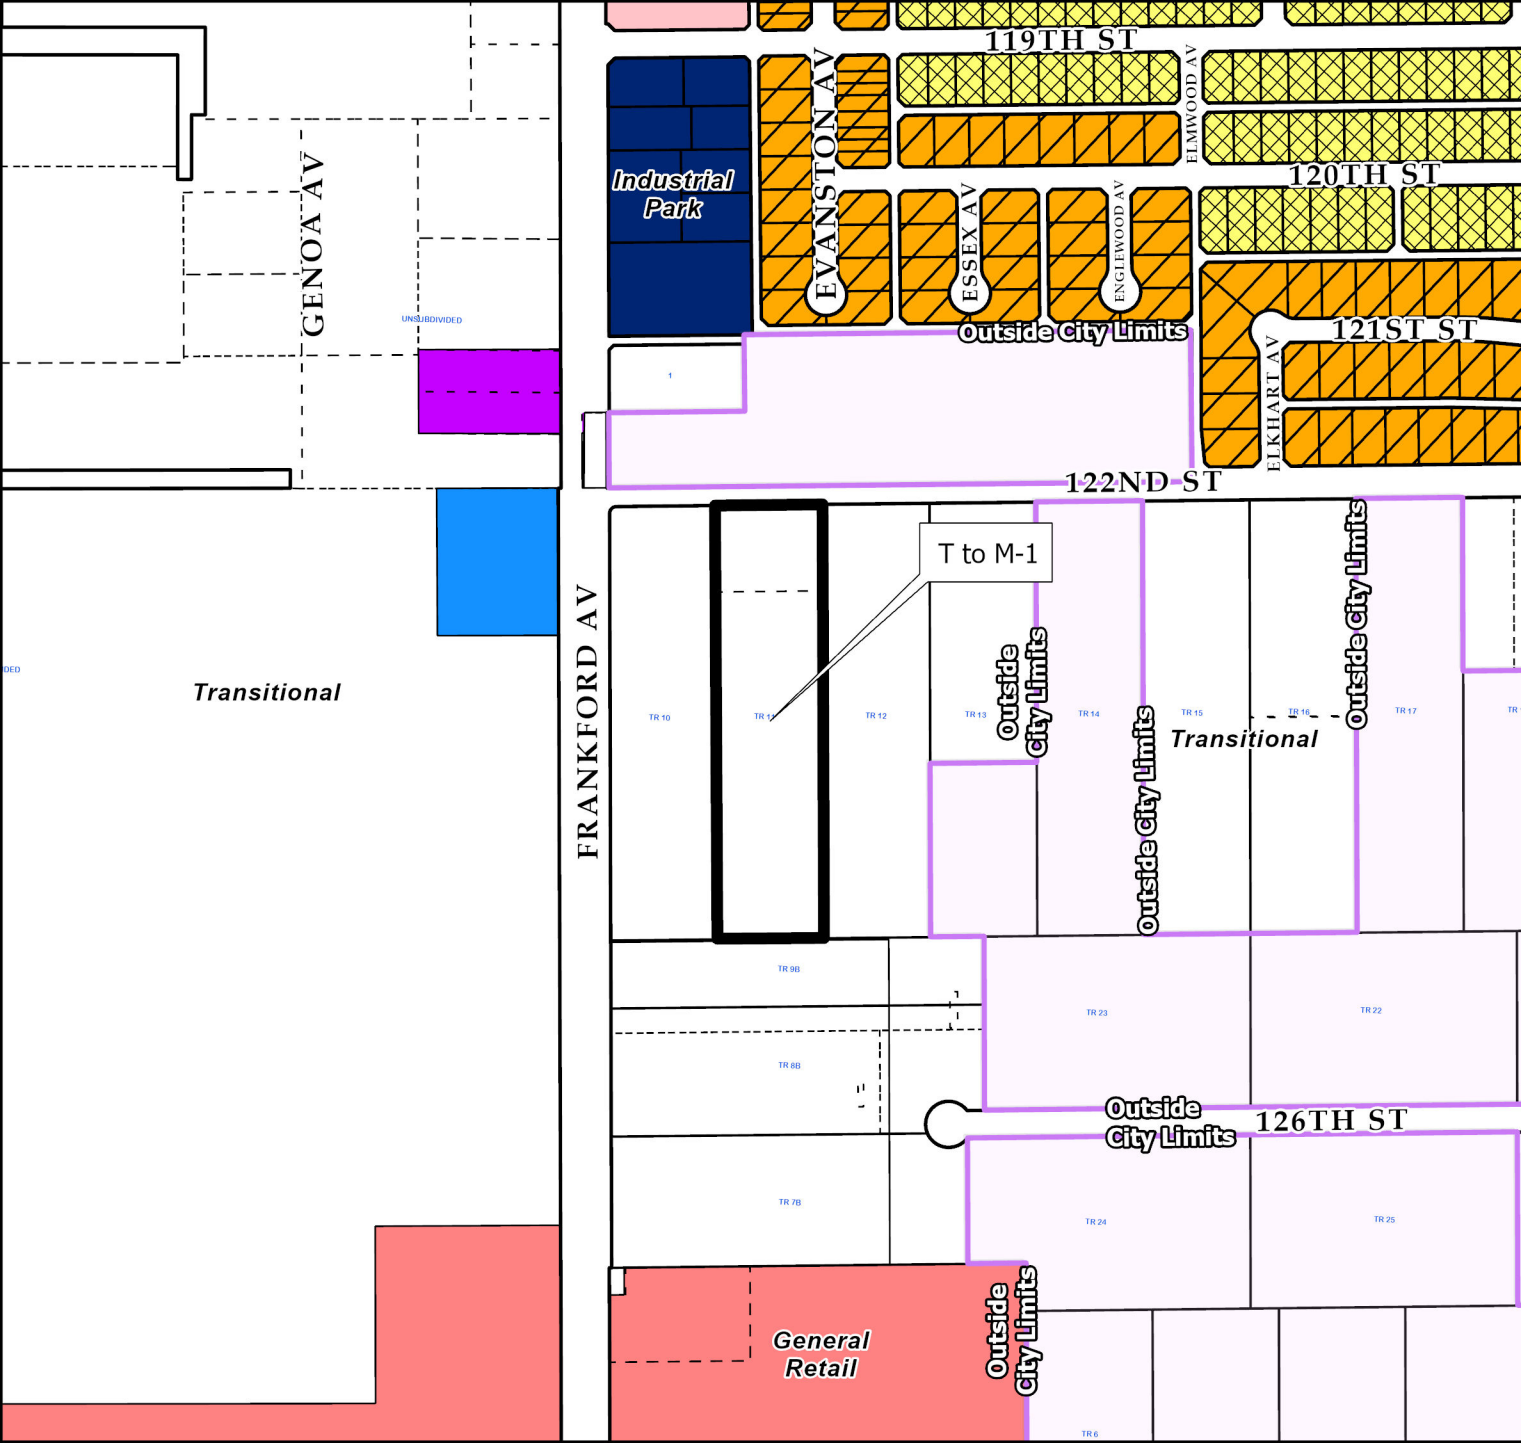 119TH ST
EVANSTON AV
ELMWOOD AV
Industrial
Park
120TH ST
GENOA AV
ESSEX AV
ENGLEWOOD AV
UNSUBDIVIDED
Outside City Limits
121ST ST
1
ELKHART AV
122ND ST
T to M-1
Outside City Limits
FRANKFORD AV
Outside
City Limits
Transitional
TR 10
TR 11
TR 12
TR 13
TR 14
TR 15
TR 16
TR 17
Transitional
Outside City Limits
TR 9B
TR 23
TR 22
TR 8B
Outside
City Limits
126TH ST
TR 7B
TR 24
TR 25
General
Retail
Outside
City Limits
TR 6